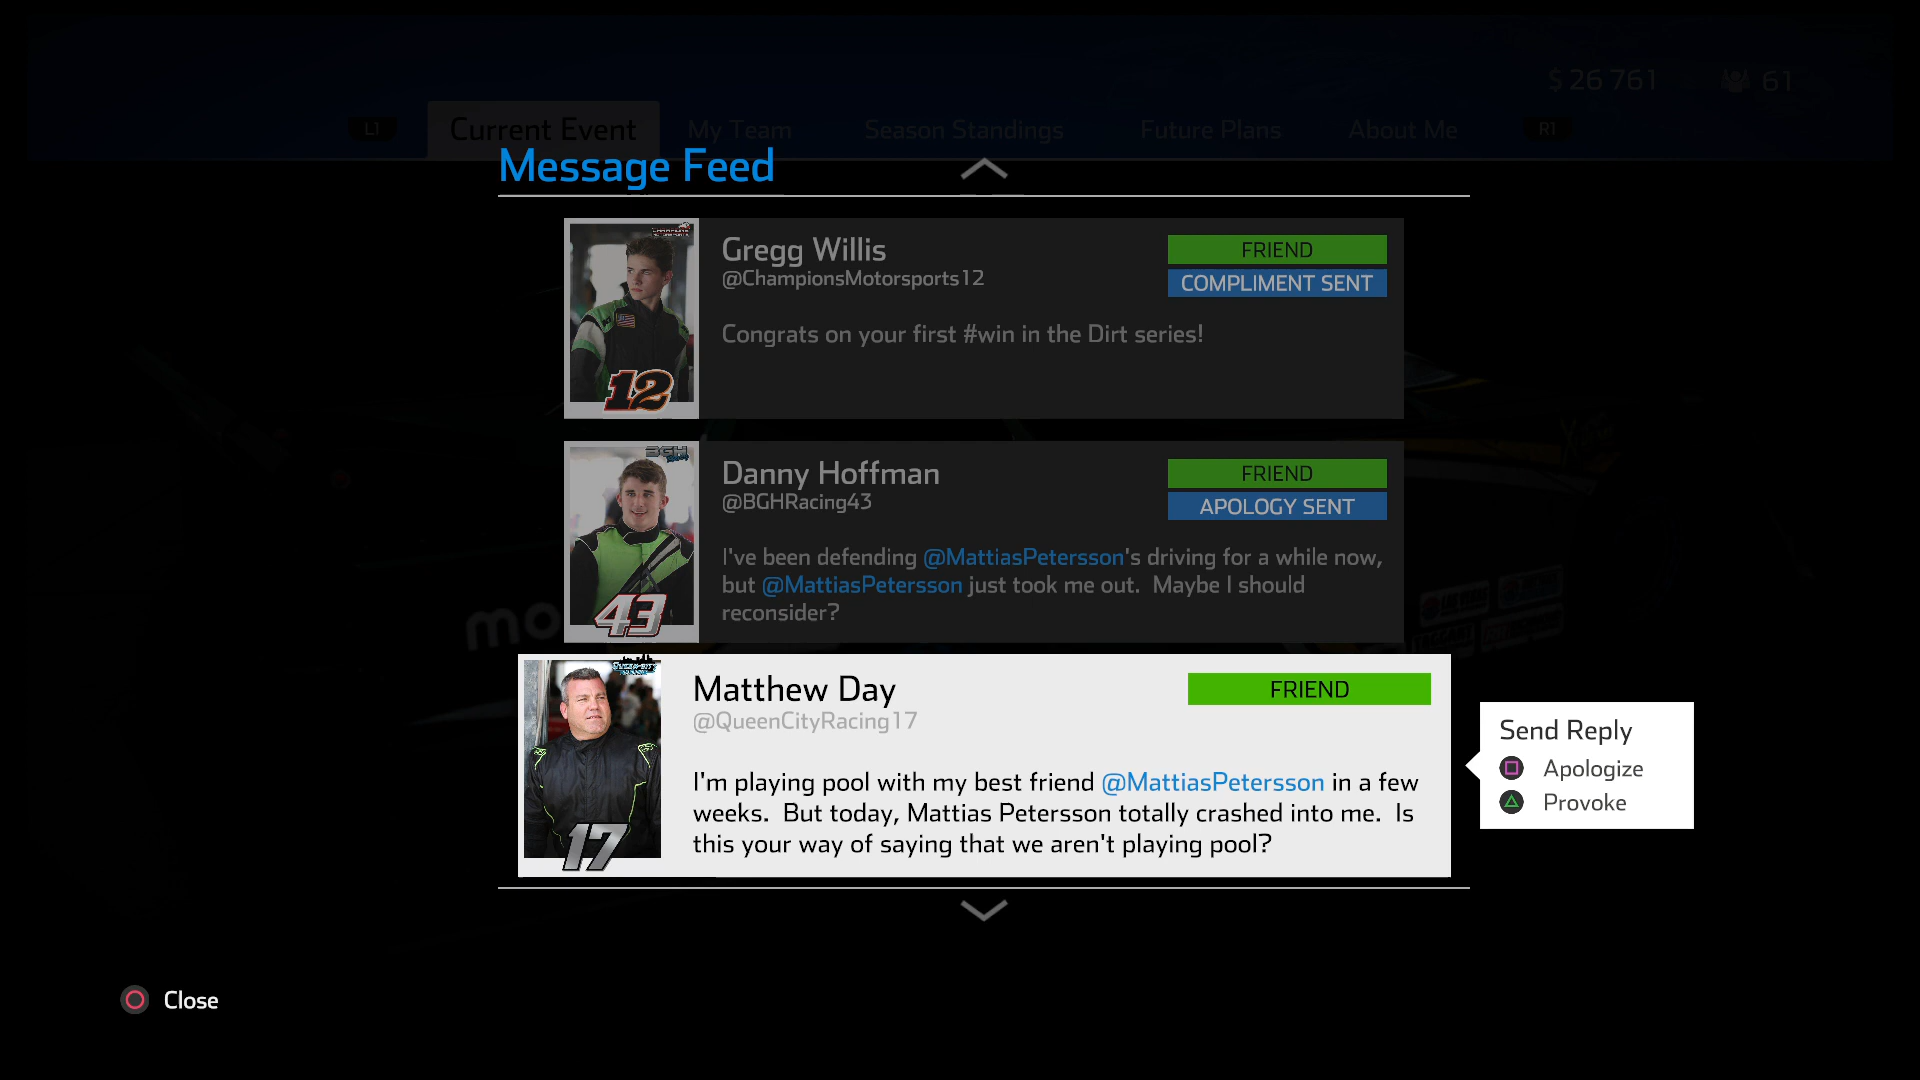 $ 26 761 61
L1 Current Event My Team Season Standings Future Plans About Me R1
Message Feed
Gregg Willis
@ChampionsMotorsports12
FRIEND
COMPLIMENT SENT
Congrats on your first #win in the Dirt series!
12
BGH
Danny Hoffman
@BGHRacing43
FRIEND
APOLOGY SENT
I've been defending @MattiasPetersson's driving for a while now,
but @MattiasPetersson just took me out.  Maybe I should
reconsider?
43
mo
Matthew Day
@QueenCityRacing17
FRIEND
I'm playing pool with my best friend @MattiasPetersson in a few
weeks.  But today, Mattias Petersson totally crashed into me.  Is
this your way of saying that we aren't playing pool?
17
Send Reply
Apologize
Provoke
Close